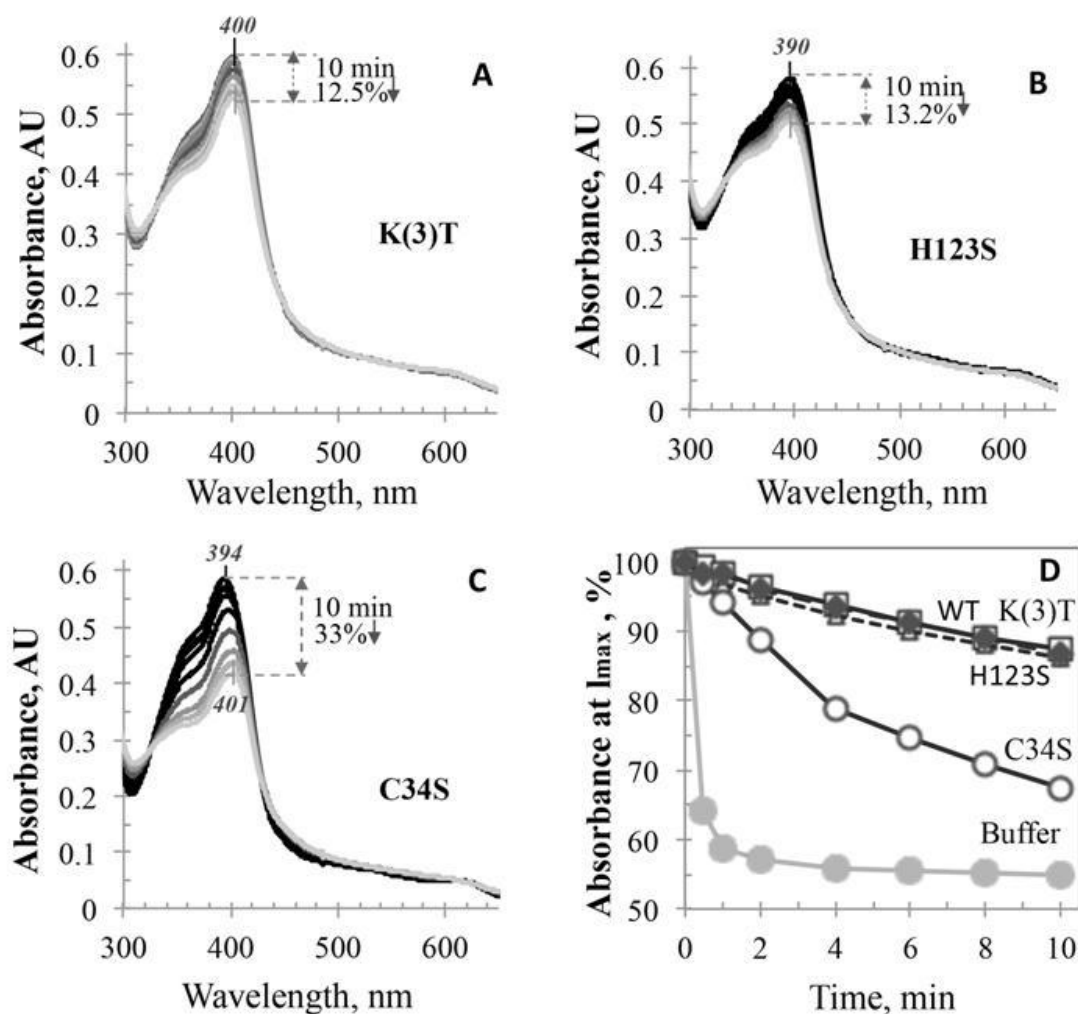 400
0.6
0.5
0.4
0.3
0.2
0.1
0
Absorbance, AU
10 min
12.5%
A
K(3)T
300 400 500 600
Wavelength, nm
390
0.6
0.5
0.4
0.3
0.2
0.1
0
Absorbance, AU
10 min
13.2%
B
H123S
300 400 500 600
Wavelength, nm
394
0.6
0.5
0.4
0.3
0.2
0.1
0
Absorbance, AU
10 min
33%
C
401
C34S
300 400 500 600
Wavelength, nm
100
90
80
70
60
50
Absorbance at lmax , %
D
WT K(3)T
H123S
C34S
Buffer
0 2 4 6 8 10
Time, min